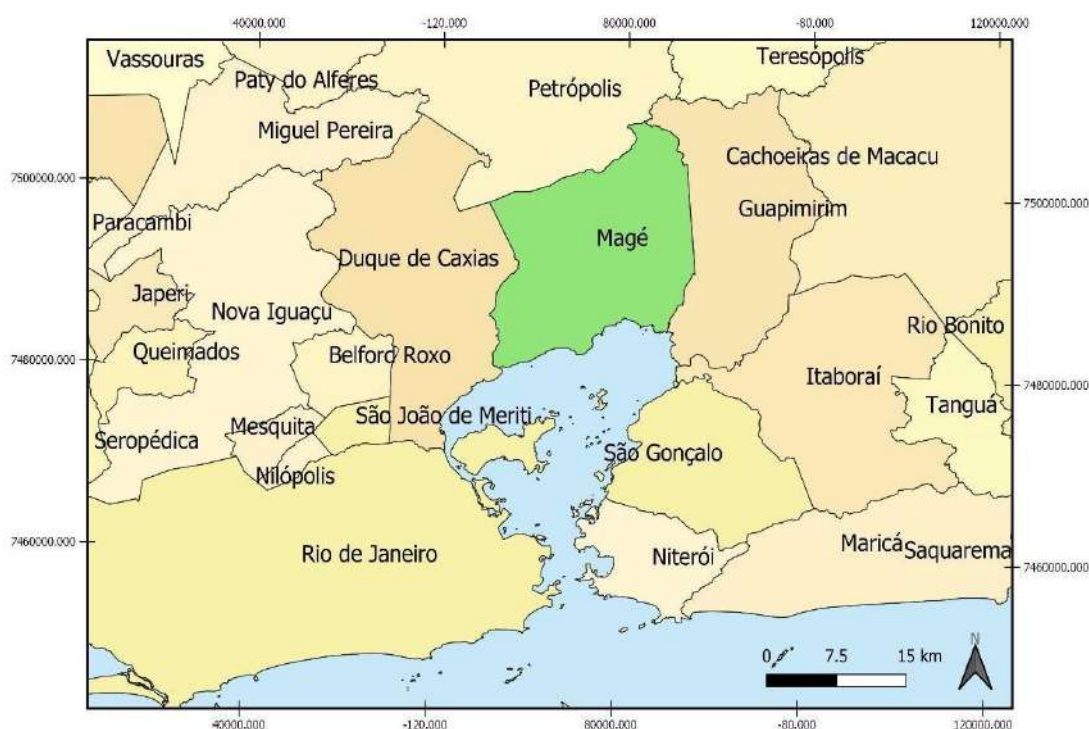 40000.000 -120.000 80000.000 -80.000 120000.000
Vassouras
Teresópolis
Paty do Alferes
Petrópolis
Miguel Pereira
Cachoeiras de Macacu
7500000.000
7500000.000
Guapimirim
Paracambi
Magé
Duque de Caxias
Japeri
Nova Iguaçu
Rio Bonito
Queimados
Belford Roxo
7480000.000
7480000.000
Itaboraí
Tanguá
São João de Meriti
Mesquita
Seropédica
São Gonçalo
Nilópolis
7460000.000
Rio de Janeiro
Niterói
Maricá
Saquarema
7460000.000
N
0 7.5 15 km
40000.000 -120.000 80000.000 -80.000 120000.000